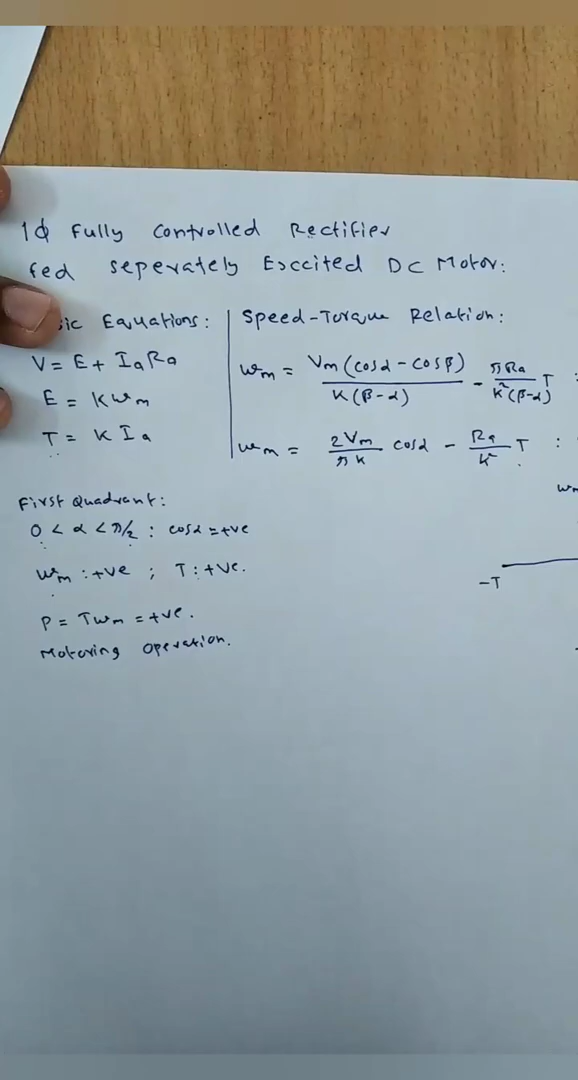 1ϕ Fully Controlled Rectifier
fed seperately Excited DC Motor:
sic Equations:
V = E + IaRa
E = Kωm
T = K Ia
Speed-Torque Relation:
ωm = Vm (cosα - cosβ) / K(β-α) - πRa / K²(β-α) T :
ωm = 2Vm / πK cosα - Ra / K² T :
ωm
-T
First Quadrant:
0 < α < π/2 : cosα = +ve
ωm : +ve ; T : +ve.
P = Tωm = +ve.
Motoring operation.